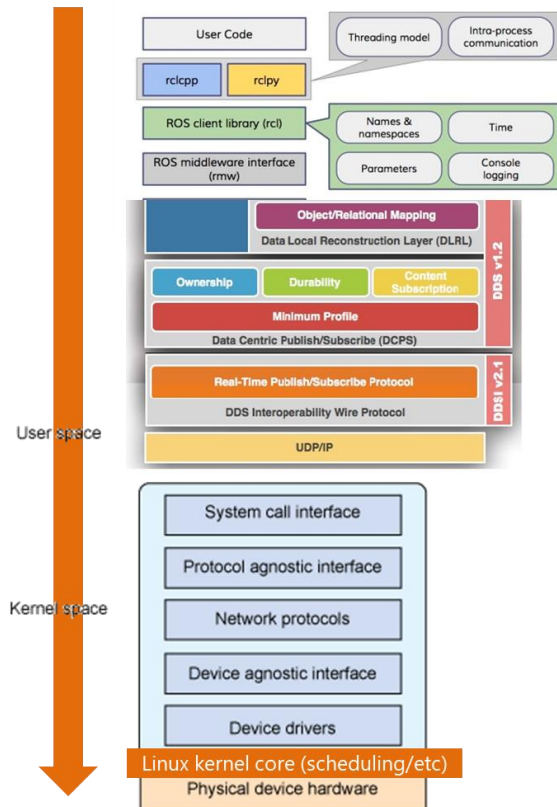 User Code
Threading model
Intra-process
communication
rclcpp
rclpy
ROS client library (rcl)
Names &
namespaces
Time
ROS middleware interface
(rmw)
Parameters
Console
logging
Object/Relational Mapping
Data Local Reconstruction Layer (DLRL)
DDS v1.2
Ownership
Durability
Content
Subscription
Minimum Profile
Data Centric Publish/Subscribe (DCPS)
Real-Time Publish/Subscribe Protocol
DDS Interoperability Wire Protocol
DDSI v2.1
User space
UDP/IP
System call interface
Protocol agnostic interface
Kernel space
Network protocols
Device agnostic interface
Device drivers
Linux kernel core (scheduling/etc)
Physical device hardware